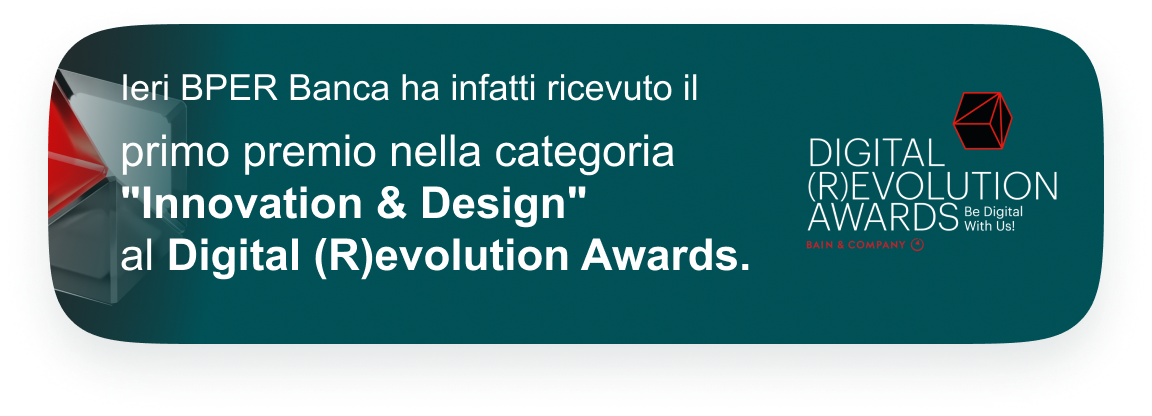 Ieri BPER Banca ha infatti ricevuto il
primo premio nella categoria
"Innovation & Design"
al Digital (R)evolution Awards.
DIGITAL
(R)EVOLUTION
AWARDS
Be Digital
With Us!
BAIN & COMPANY